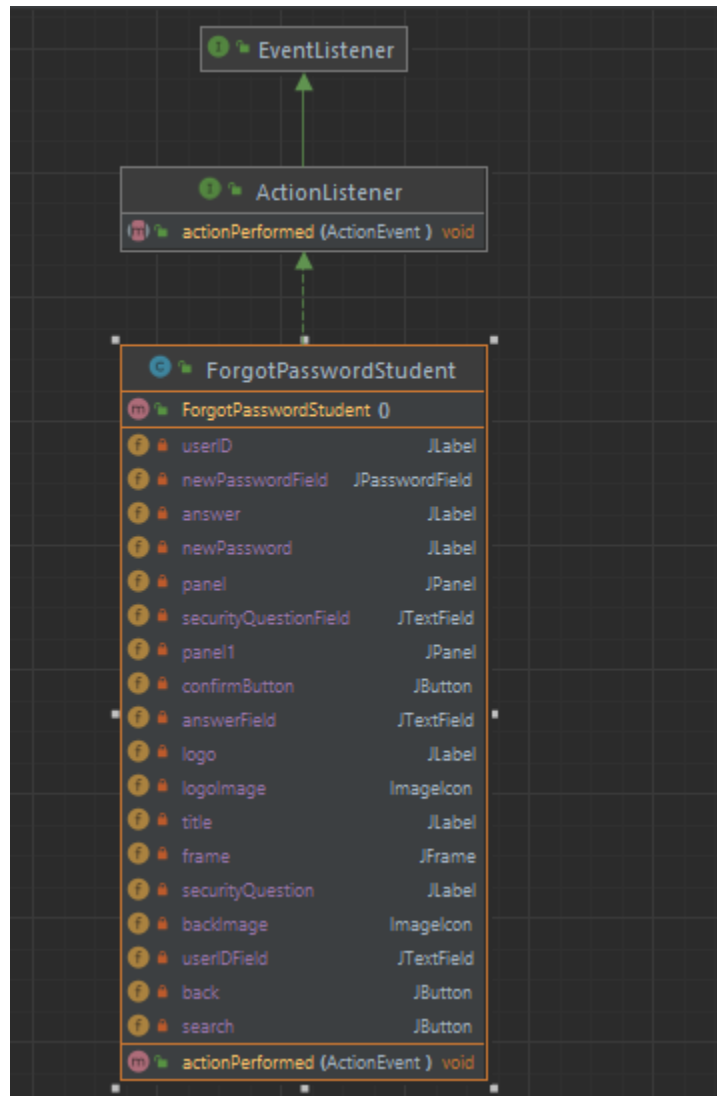 EventListener
ActionListener
actionPerformed (ActionEvent ) void
ForgotPasswordStudent
ForgotPasswordStudent ()
userID JLabel
newPasswordField JPasswordField
answer JLabel
newPassword JLabel
panel JPanel
securityQuestionField JTextField
panel1 JPanel
confirmButton JButton
answerField JTextField
logo JLabel
logoImage ImageIcon
title JLabel
frame JFrame
securityQuestion JLabel
backImage ImageIcon
userIDField JTextField
back JButton
search JButton
actionPerformed (ActionEvent ) void